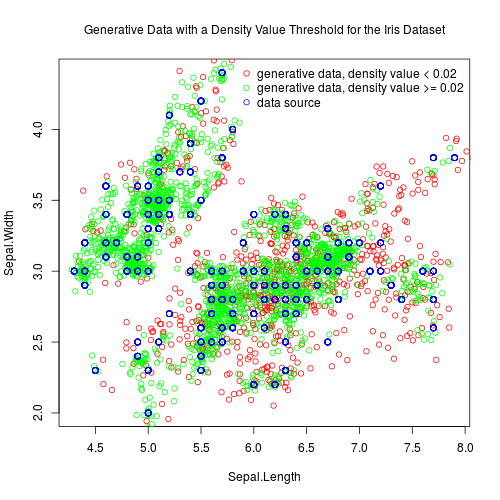 Generative Data with a Density Value Threshold for the Iris Dataset
generative data, density value < 0.02
generative data, density value >= 0.02
data source
Sepal.Width
4.0
3.5
3.0
2.5
2.0
4.5 5.0 5.5 6.0 6.5 7.0 7.5 8.0
Sepal.Length